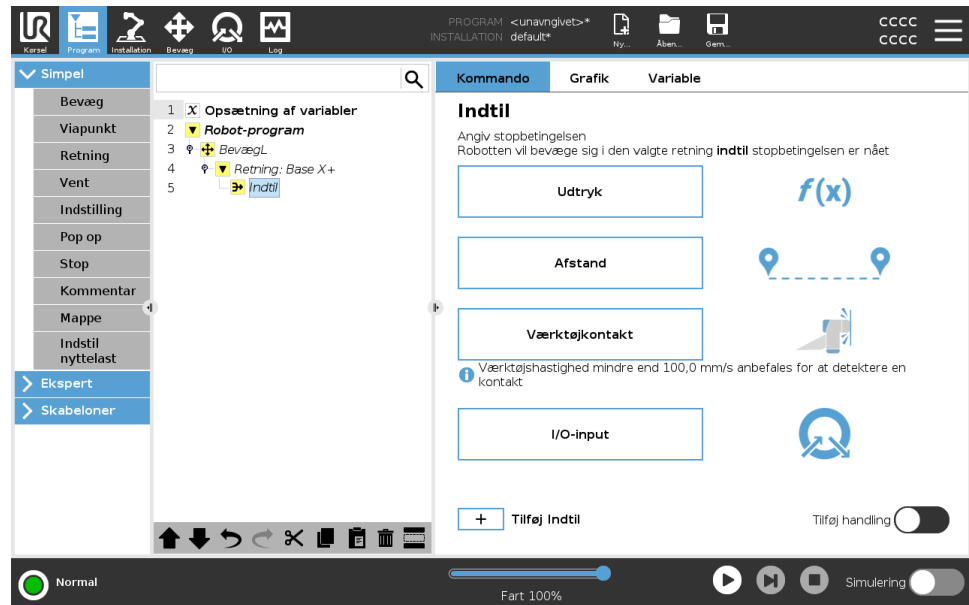 Kørsel
Program
Installation
Bevæg
I/O
Log
PROGRAM <unavngivet>*
INSTALLATION default*
Ny...
Åben...
Gem...
CCCC
CCCC
Simpel
Bevæg
Viapunkt
Retning
Vent
Indstilling
Pop op
Stop
Kommentar
Mappe
Indstil
nyttelast
Ekspert
Skabeloner
1 X Opsætning af variabler
2 Robot-program
3 BevægL
4 Retning: Base X+
5 Indtil
Kommando Grafik Variable
Indtil
Angiv stopbetingelsen
Robotten vil bevæge sig i den valgte retning indtil stopbetingelsen er nået
Udtryk
f(x)
Afstand
Værktøjkontakt
Værktøjshastighed mindre end 100,0 mm/s anbefales for at detektere en
kontakt
I/O-input
+ Tilføj Indtil
Tilføj handling
Normal
Fart 100%
Simulering